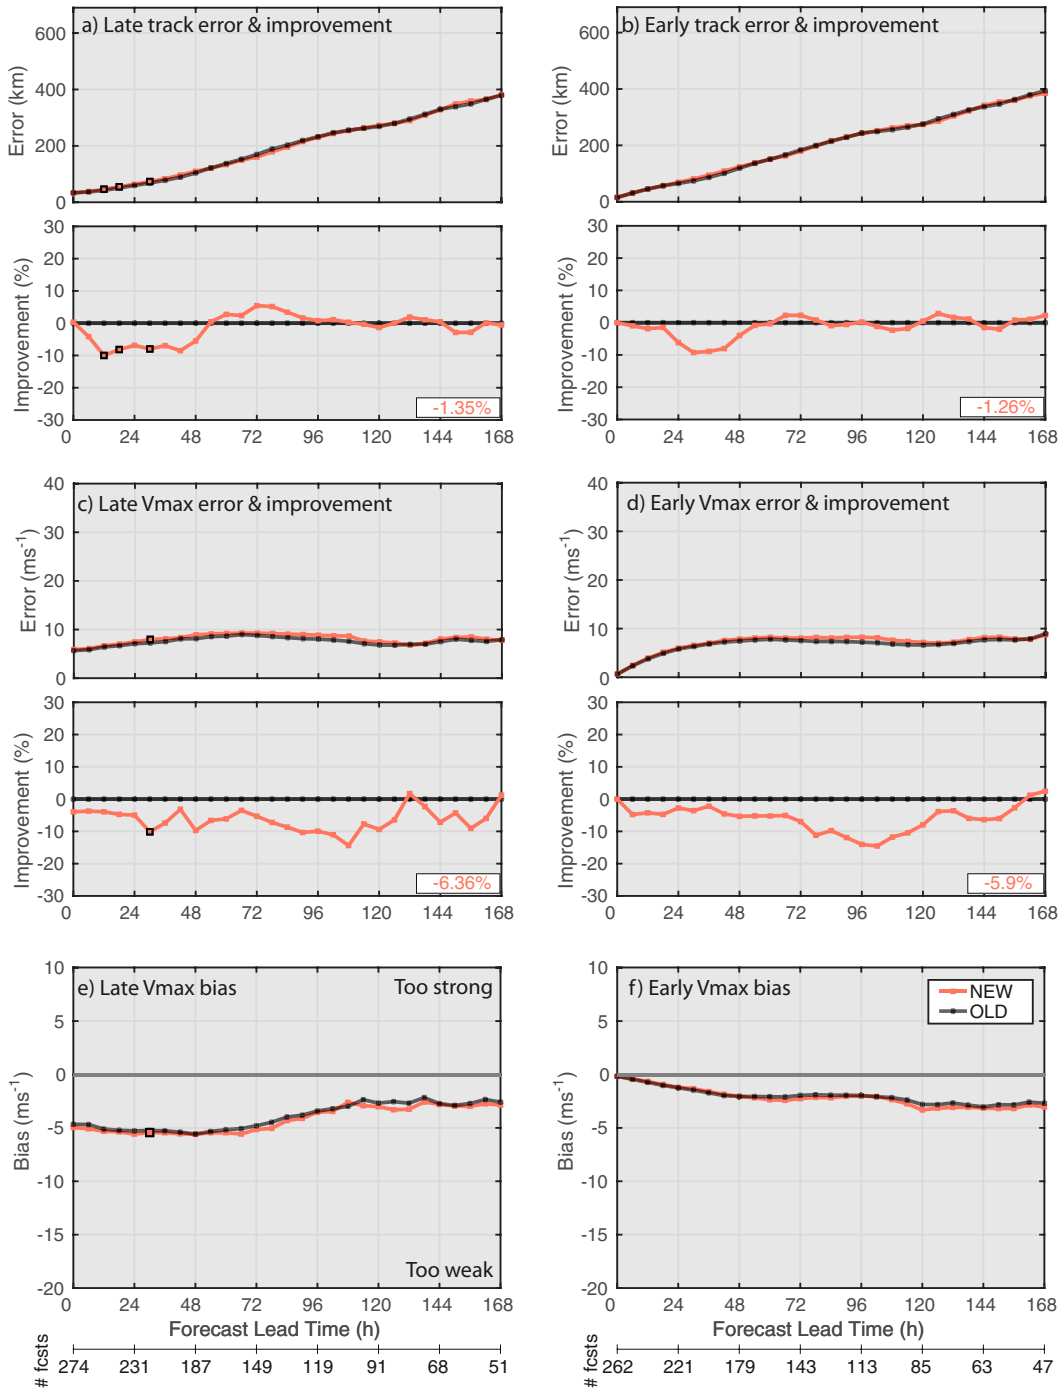 a) Late track error & improvement
600
400
200
0
Error (km)
30
20
10
0
-10
-20
-30
Improvement (%)
-1.35%
0 24 48 72 96 120 144 168
b) Early track error & improvement
600
400
200
0
Error (km)
30
20
10
0
-10
-20
-30
Improvement (%)
-1.26%
0 24 48 72 96 120 144 168
c) Late Vmax error & improvement
40
30
20
10
0
Error (ms-1)
30
20
10
0
-10
-20
-30
Improvement (%)
-6.36%
0 24 48 72 96 120 144 168
d) Early Vmax error & improvement
40
30
20
10
0
Error (ms-1)
30
20
10
0
-10
-20
-30
Improvement (%)
-5.9%
0 24 48 72 96 120 144 168
e) Late Vmax bias
Too strong
10
5
0
-5
-10
-15
-20
Bias (ms-1)
Too weak
0 24 48 72 96 120 144 168
Forecast Lead Time (h)
# fcsts
274 231 187 149 119 91 68 51
f) Early Vmax bias
NEW
OLD
10
5
0
-5
-10
-15
-20
Bias (ms-1)
0 24 48 72 96 120 144 168
Forecast Lead Time (h)
# fcsts
262 221 179 143 113 85 63 47